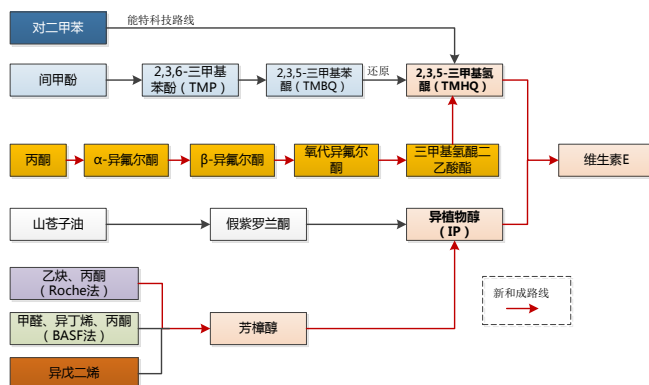 对二甲苯
能特科技路线
间甲酚
2,3,6-三甲基
苯酚（TMP）
2,3,5-三甲基苯
醌（TMBQ）
还原
2,3,5-三甲基氢
醌（TMHQ）
丙酮
α-异氟尔酮
β-异氟尔酮
氧代异氟尔
酮
三甲基氢醌二
乙酸酯
维生素E
山苍子油
假紫罗兰酮
异植物醇
（IP）
乙炔、丙酮
（Roche法）
甲醛、异丁烯、丙酮
（BASF法）
芳樟醇
异戊二烯
新和成路线